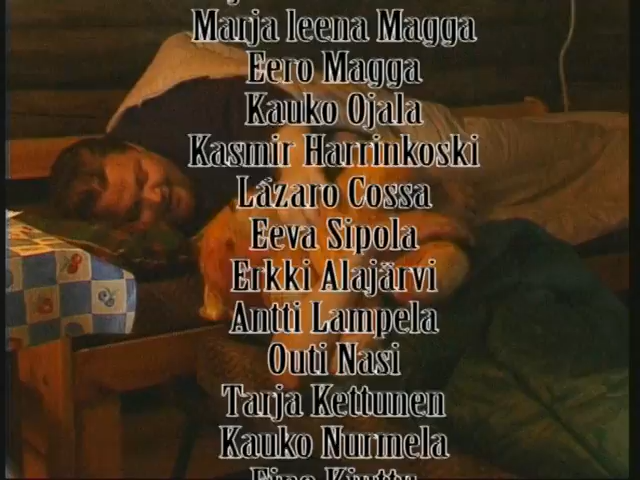 Marja leena Magga
Eero Magga
Kauko Ojala
Kasmir Harrinkoski
Lázaro Cossa
Eeva Sipola
Erkki Alajärvi
Antti Lampela
Outi Nasi
Tarja Kettunen
Kauko Nurmela